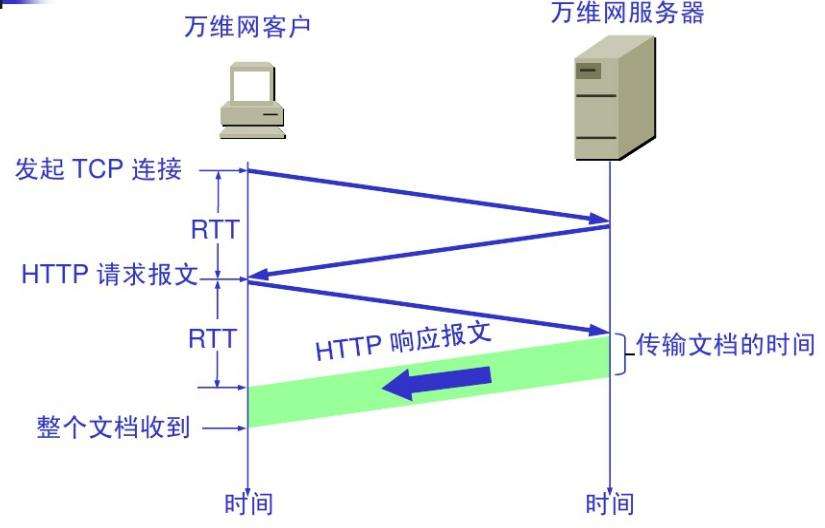 万维网客户
万维网服务器
发起 TCP 连接
RTT
HTTP 请求报文
RTT
HTTP 响应报文
传输文档的时间
整个文档收到
时间
时间